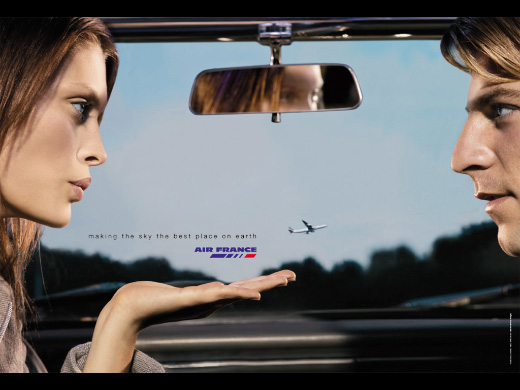 making the sky the best place on earth
AIR FRANCE